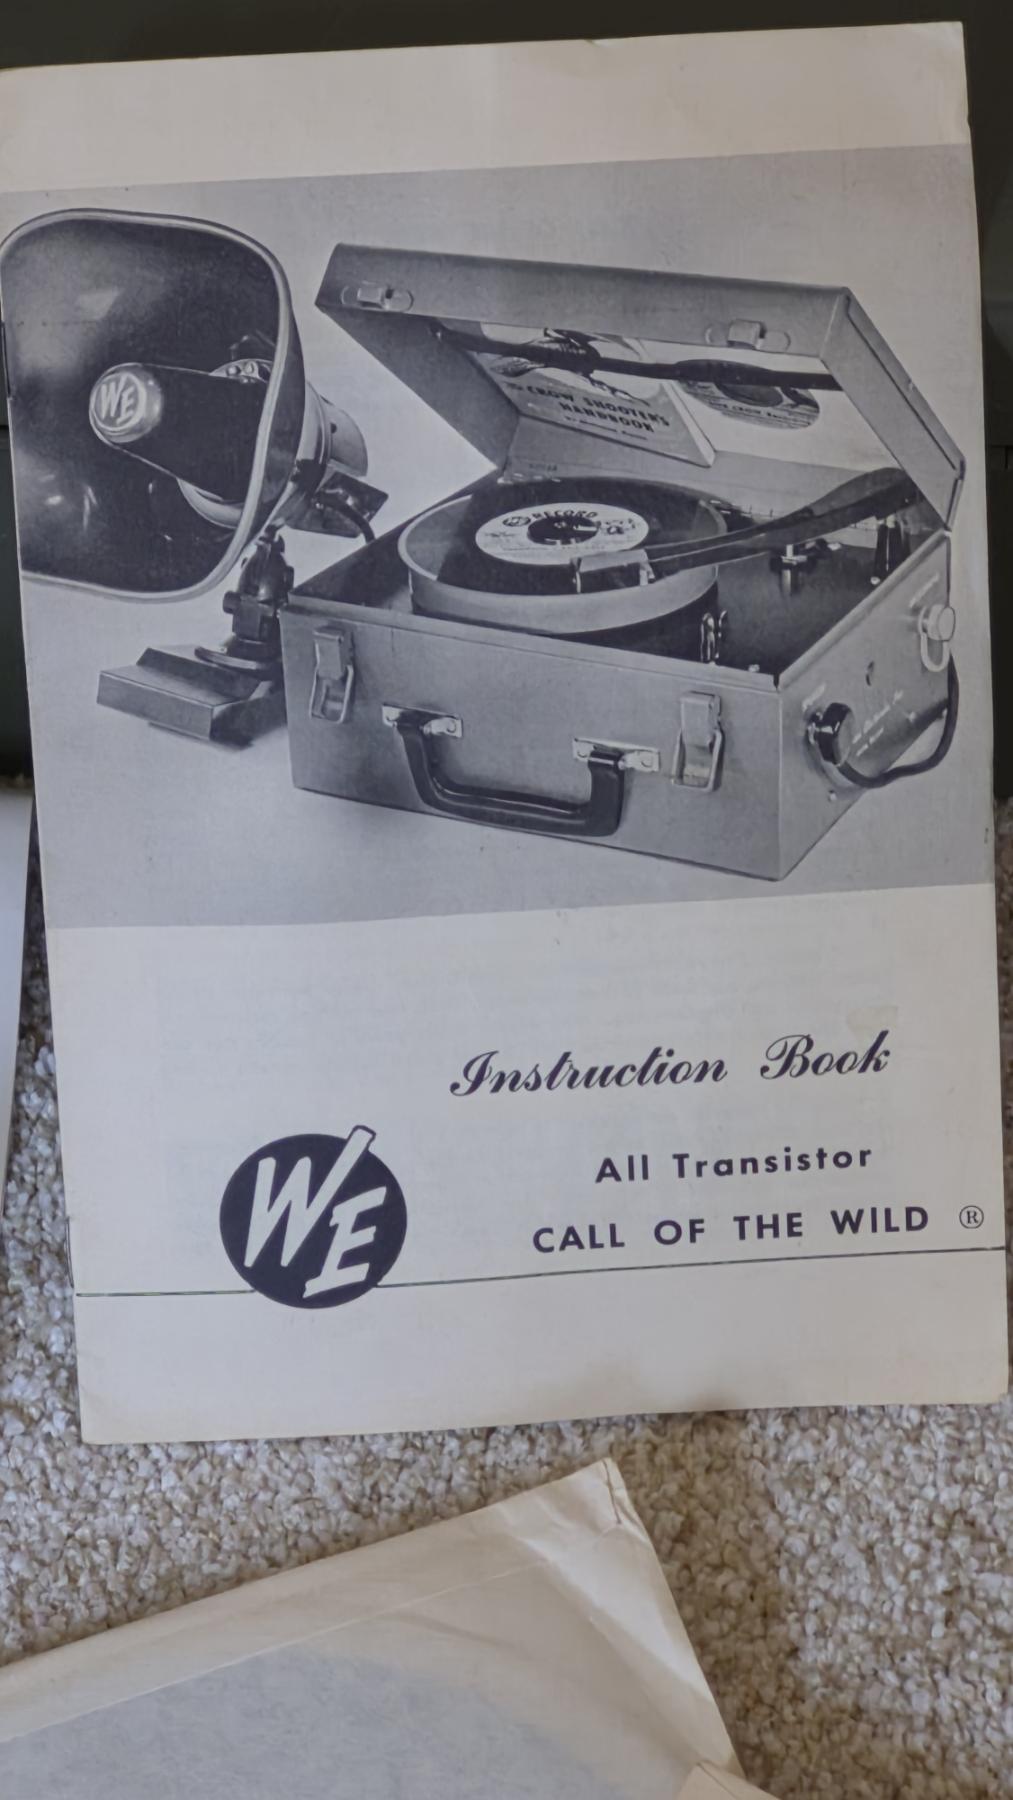 WE
CROW SHOOTER'S
HANDBOOK
RECORD
Instruction Book
All Transistor
CALL OF THE WILD ®
WE